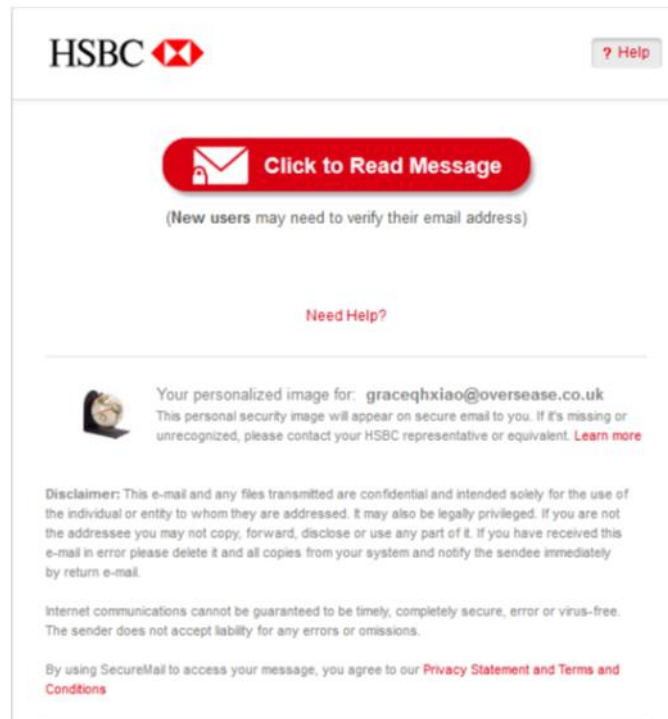 HSBC
? Help
Click to Read Message
(New users may need to verify their email address)
Need Help?
Your personalized image for: graceqhxiao@oversease.co.uk
This personal security image will appear on secure email to you. If it's missing or
unrecognized, please contact your HSBC representative or equivalent. Learn more
Disclaimer: This e-mail and any files transmitted are confidential and intended solely for the use of
the individual or entity to whom they are addressed. It may also be legally privileged. If you are not
the addressee you may not copy, forward, disclose or use any part of it. If you have received this
e-mail in error please delete it and all copies from your system and notify the sendee immediately
by return e-mail.
Internet communications cannot be guaranteed to be timely, completely secure, error or virus-free.
The sender does not accept liability for any errors or omissions.
By using SecureMail to access your message, you agree to our Privacy Statement and Terms and
Conditions